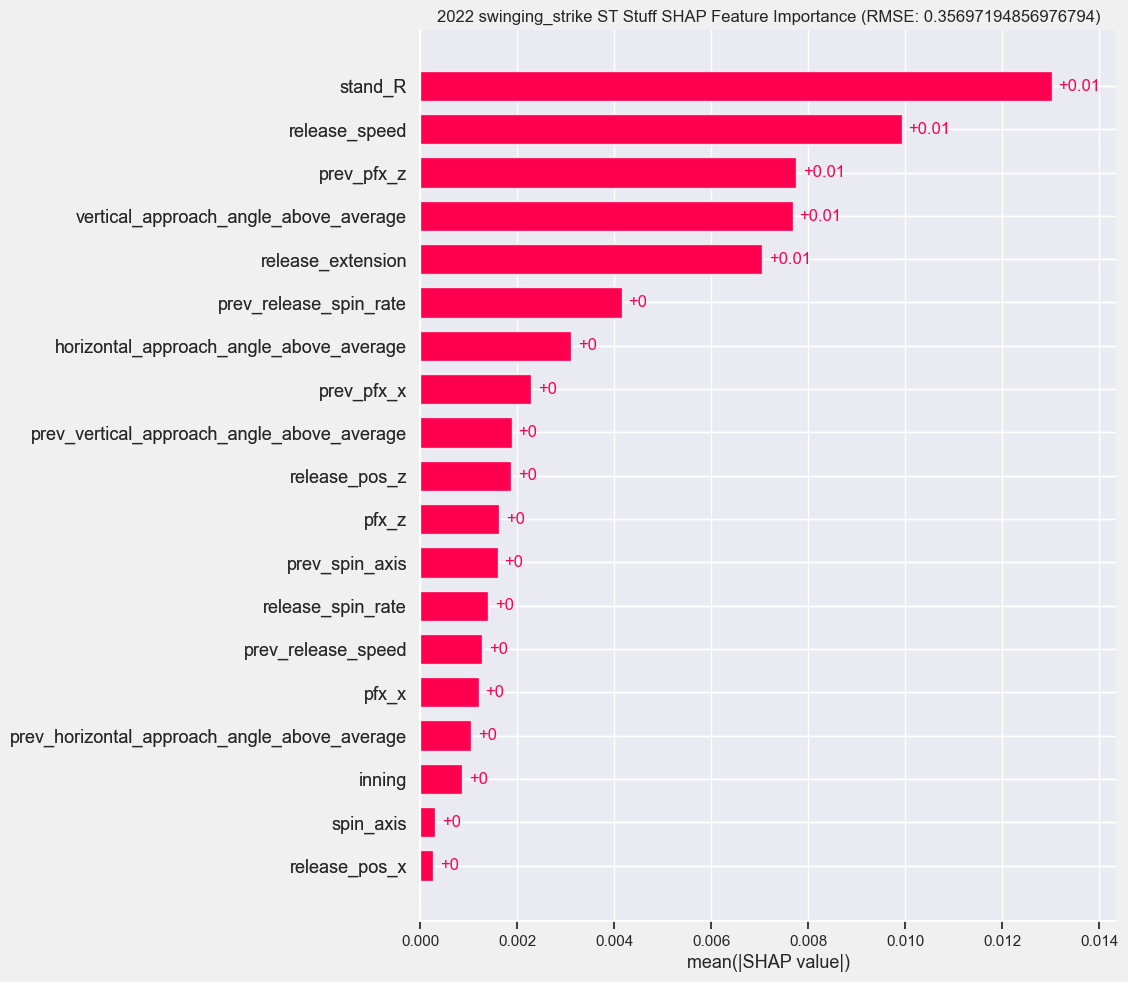 2022 swinging_strike ST Stuff SHAP Feature Importance (RMSE: 0.35697194856976794)
stand_R +0.01
release_speed +0.01
prev_pfx_z +0.01
vertical_approach_angle_above_average +0.01
release_extension +0.01
prev_release_spin_rate +0
horizontal_approach_angle_above_average +0
prev_pfx_x +0
prev_vertical_approach_angle_above_average +0
release_pos_z +0
pfx_z +0
prev_spin_axis +0
release_spin_rate +0
prev_release_speed +0
pfx_x +0
prev_horizontal_approach_angle_above_average +0
inning +0
spin_axis +0
release_pos_x +0
0.000 0.002 0.004 0.006 0.008 0.010 0.012 0.014
mean(|SHAP value|)